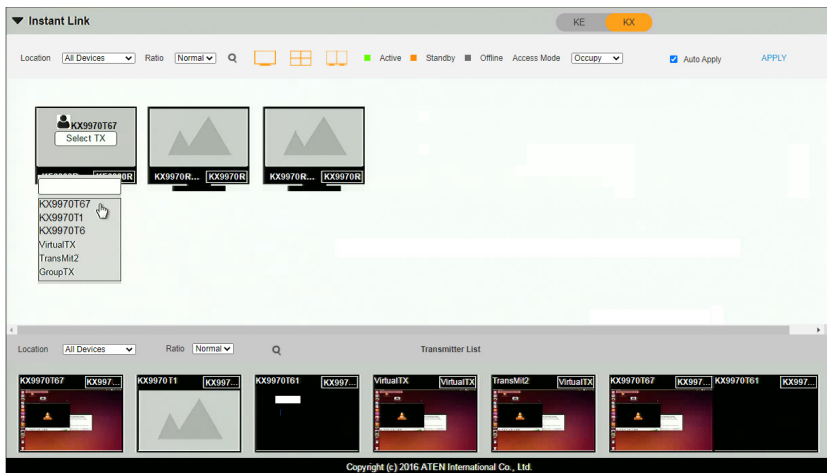 Instant Link
KE KX
Location All Devices Ratio Normal Active Standby Offline Access Mode Occupy Auto Apply APPLY
KX9970T67
Select TX
KX9970R
KX9970R... KX9970R
KX9970R... KX9970R
KX9970T67
KX9970T1
KX9970T6
VirtualTX
TransMit2
GroupTX
Location All Devices Ratio Normal Transmitter List
KX9970T67 KX997...
KX9970T1 KX997...
KX9970T61 KX997...
VirtualTX VirtualTX
TransMit2 VirtualTX
KX9970T67 KX997...
KX9970T61 KX997...
Copyright (c) 2016 ATEN International Co., Ltd.